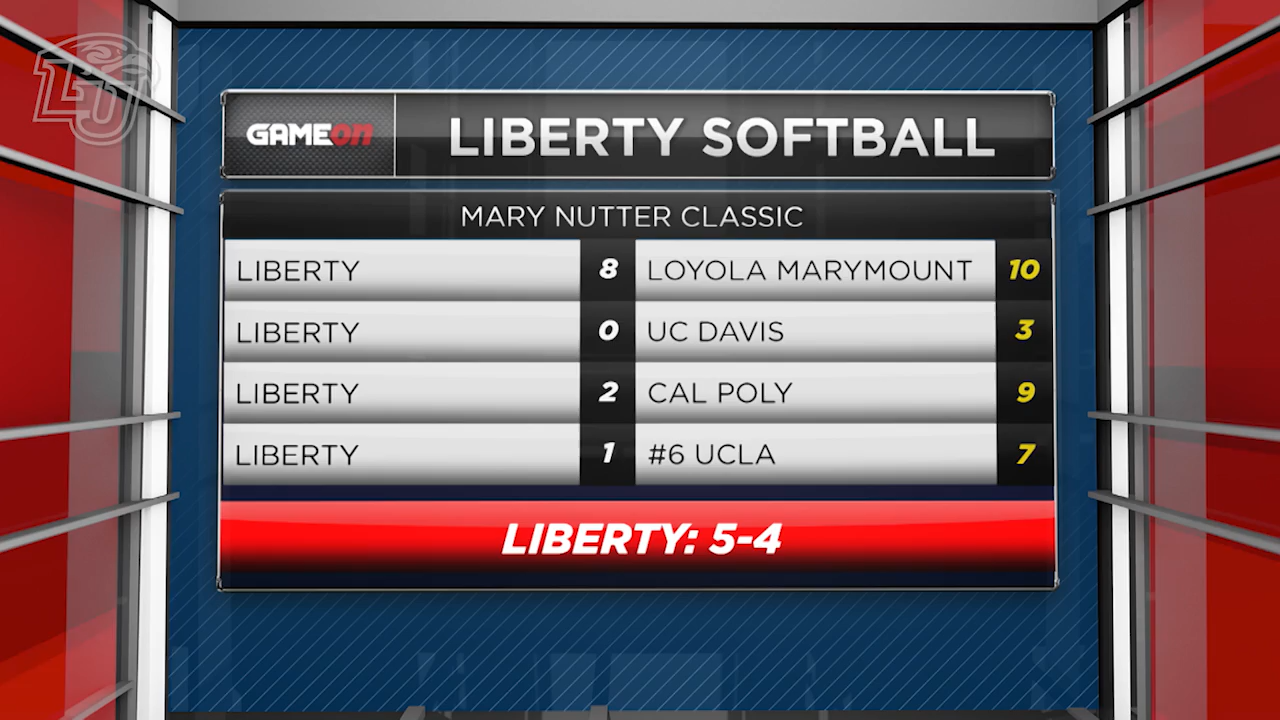 LU
GAMEON LIBERTY SOFTBALL
MARY NUTTER CLASSIC
LIBERTY 8 LOYOLA MARYMOUNT 10
LIBERTY 0 UC DAVIS 3
LIBERTY 2 CAL POLY 9
LIBERTY 1 #6 UCLA 7
LIBERTY: 5-4